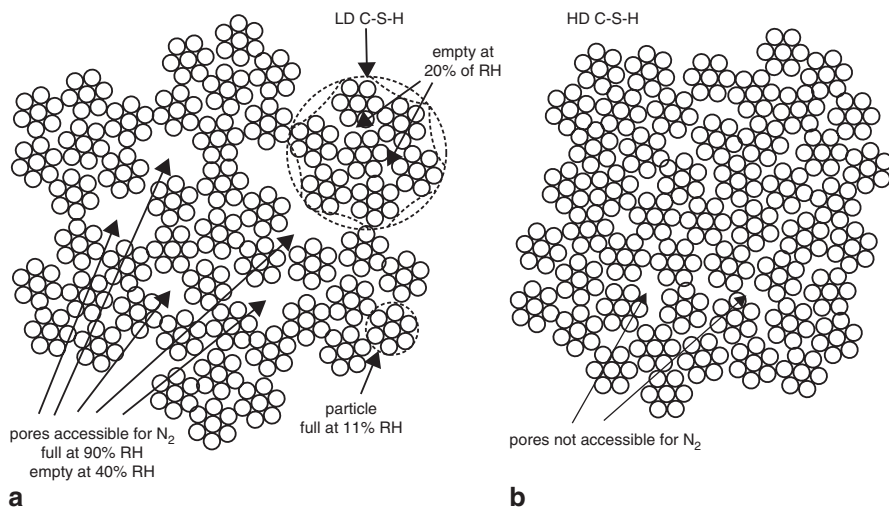 LD C-S-H
HD C-S-H
empty at
20% of RH
particle
full at 11% RH
pores accessible for N2
full at 90% RH
empty at 40% RH
pores not accessible for N2
a
b